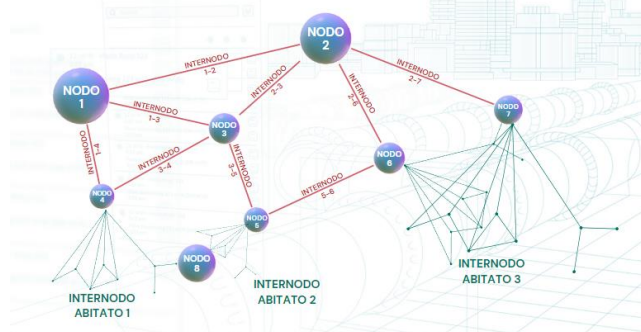 NODO
2
INTERNODO
1-2
INTERNODO
2-3
INTERNODO
2-6
INTERNODO
2-7
NODO
1
INTERNODO
1-3
NODO
3
NODO
7
INTERNODO
1-4
INTERNODO
3-4
INTERNODO
3-5
NODO
6
INTERNODO
5-6
NODO
4
NODO
5
NODO
8
INTERNODO
ABITATO 1
INTERNODO
ABITATO 2
INTERNODO
ABITATO 3